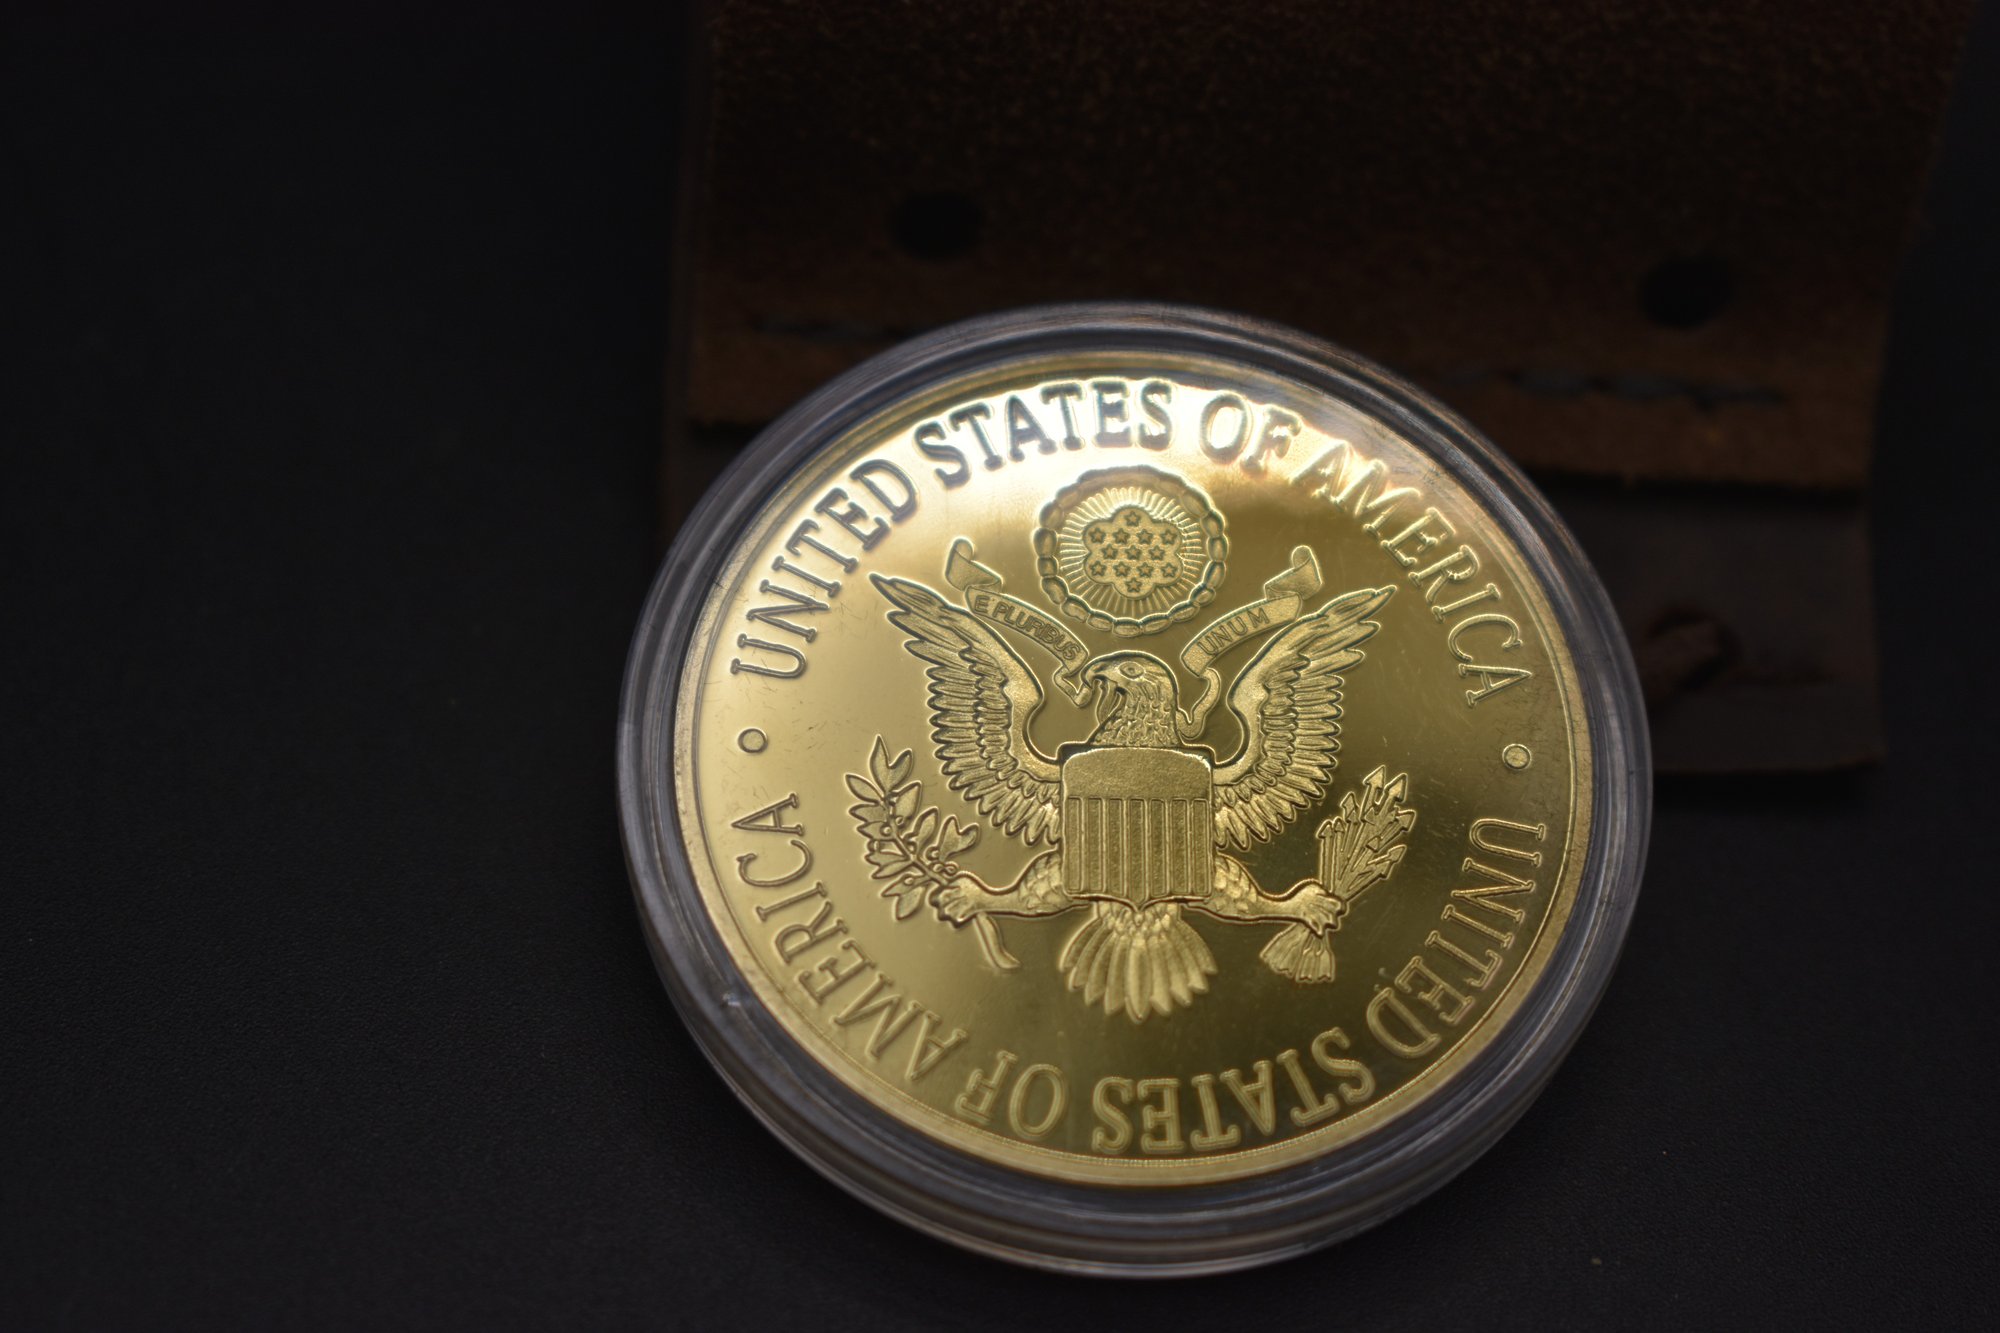 UNITED STATES OF AMERICA
E PLURIBUS UNUM
UNITED STATES OF AMERICA